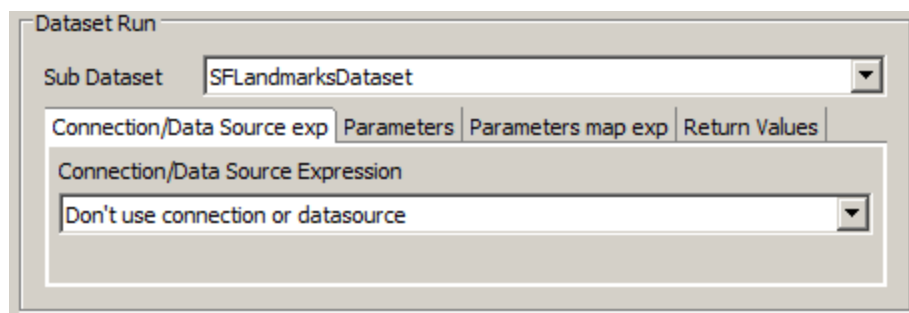 Dataset Run
Sub Dataset SFLandmarksDataset
Connection/Data Source exp Parameters Parameters map exp Return Values
Connection/Data Source Expression
Don't use connection or datasource